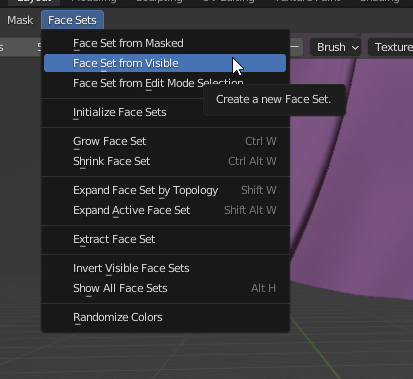 Mask Face Sets
Face Set from Masked
Face Set from Visible
Face Set from Edit Mode Selection
Create a new Face Set.
Initialize Face Sets
Grow Face Set Ctrl W
Shrink Face Set Ctrl Alt W
Expand Face Set by Topology Shift W
Expand Active Face Set Shift Alt W
Extract Face Set
Invert Visible Face Sets
Show All Face Sets Alt H
Randomize Colors
Brush Texture